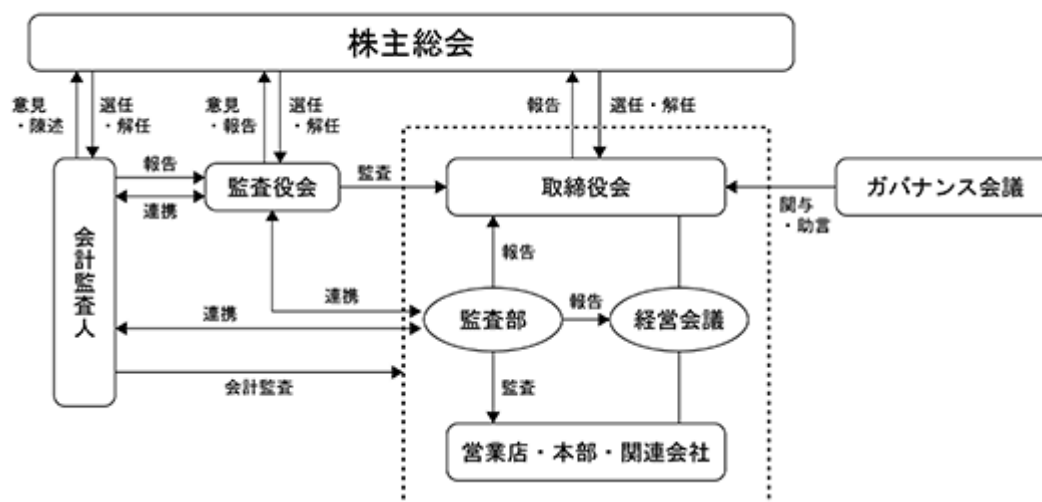 株主総会
意見
・陳述
選任
・解任
意見
・報告
選任
・解任
報告
選任・解任
報告
連携
監査役会
監査
取締役会
ガバナンス会議
関与
・助言
会計監査人
報告
連携
連携
監査部
報告
経営会議
会計監査
監査
営業店・本部・関連会社